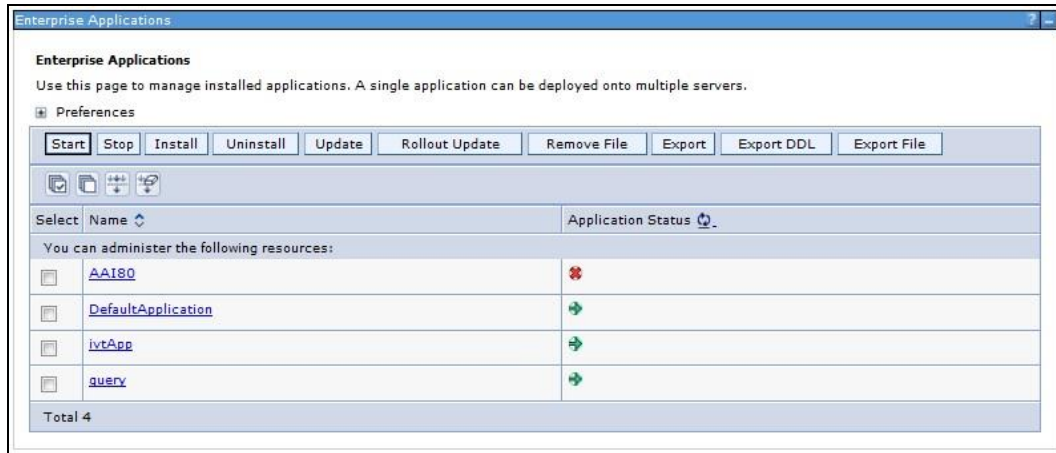 Enterprise Applications ? –
Enterprise Applications
Use this page to manage installed applications. A single application can be deployed onto multiple servers.
+ Preferences
Start Stop Install Uninstall Update Rollout Update Remove File Export Export DDL Export File
Select Name Application Status
You can administer the following resources:
AAI80
DefaultApplication
ivtApp
query
Total 4